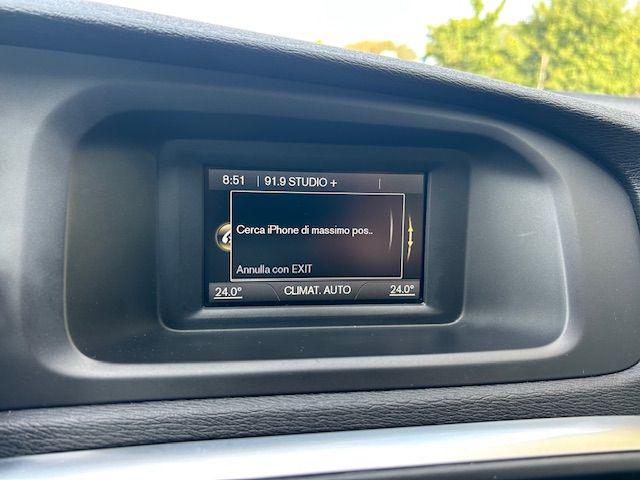 8:51 91.9 STUDIO +
Cerca iPhone di massimo pos..
Annulla con EXIT
24.0° CLIMAT. AUTO 24.0°